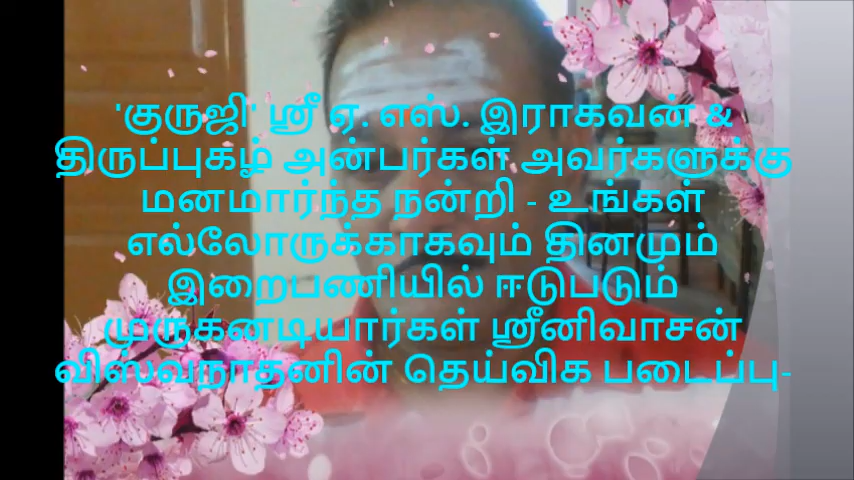 'குருஜி' ஸ்ரீ ஏ. எஸ். இராகவன் &
திருப்புகழ் அன்பர்கள் அவர்களுக்கு
மனமார்ந்த நன்றி - உங்கள்
எல்லோருக்காகவும் தினமும்
இறைபணியில் ஈடுபடும்
முருகனடியார்கள் ஸ்ரீனிவாசன்
விஸ்வநாதனின் தெய்விக படைப்பு-